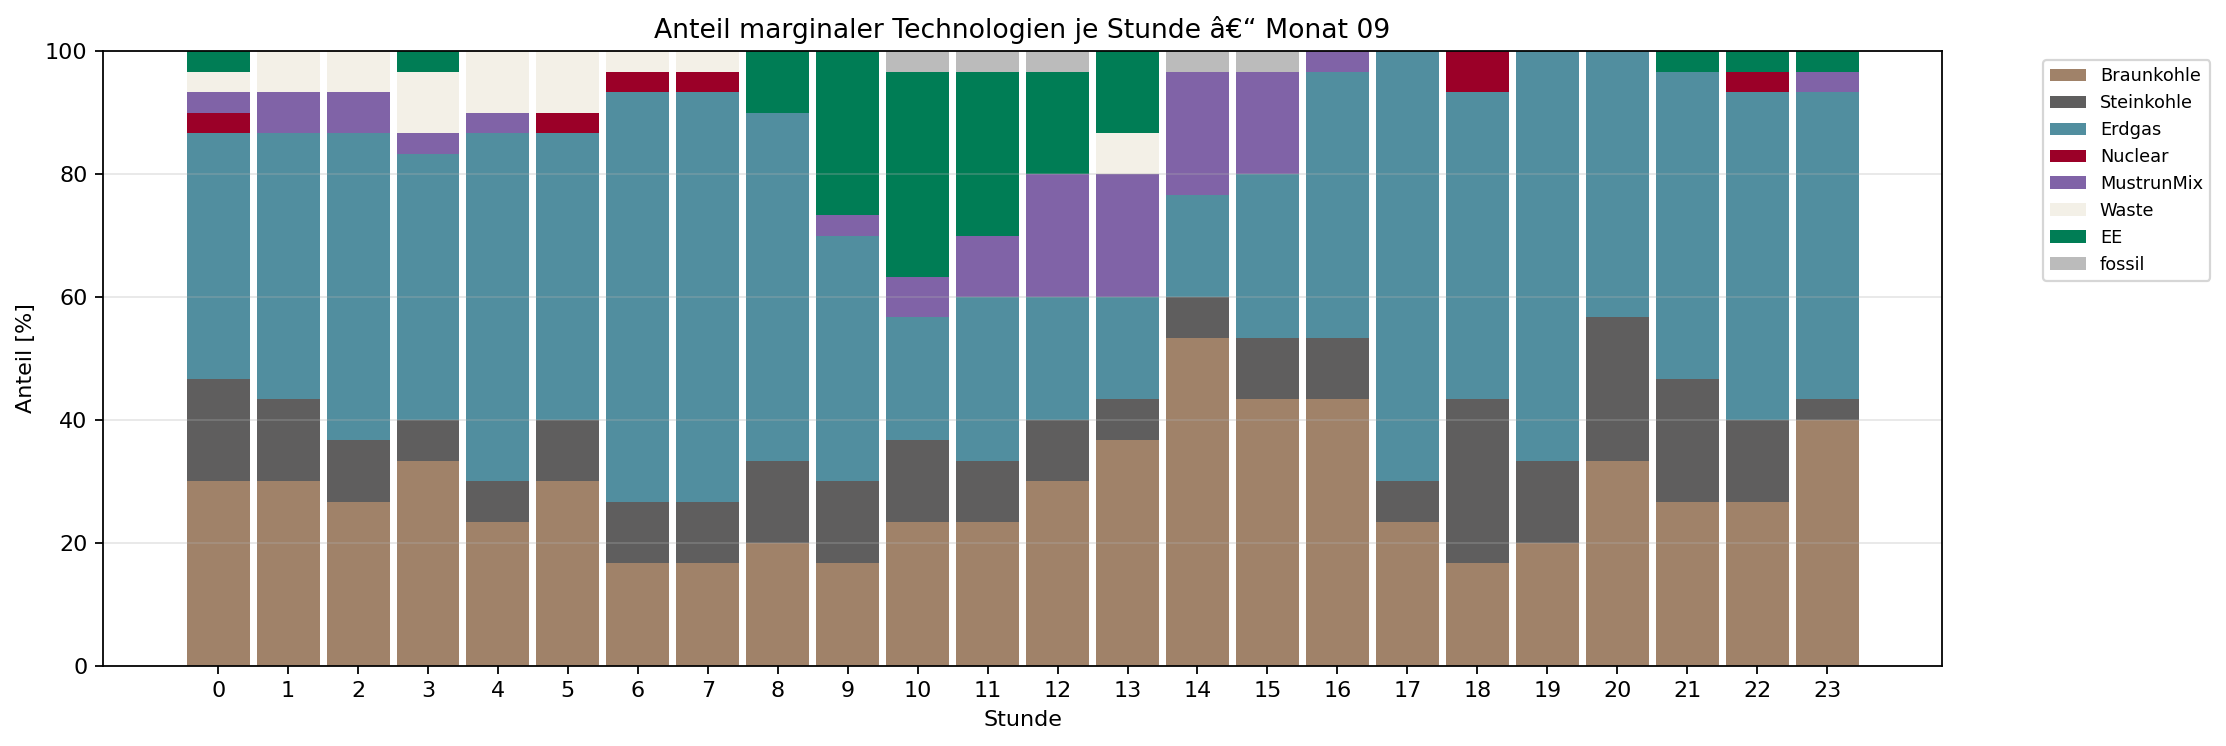 Anteil marginaler Technologien je Stunde â€“ Monat 09
100
80
60
40
20
0
Anteil [%]
0 1 2 3 4 5 6 7 8 9 10 11 12 13 14 15 16 17 18 19 20 21 22 23
Stunde
Braunkohle
Steinkohle
Erdgas
Nuclear
MustrunMix
Waste
EE
fossil